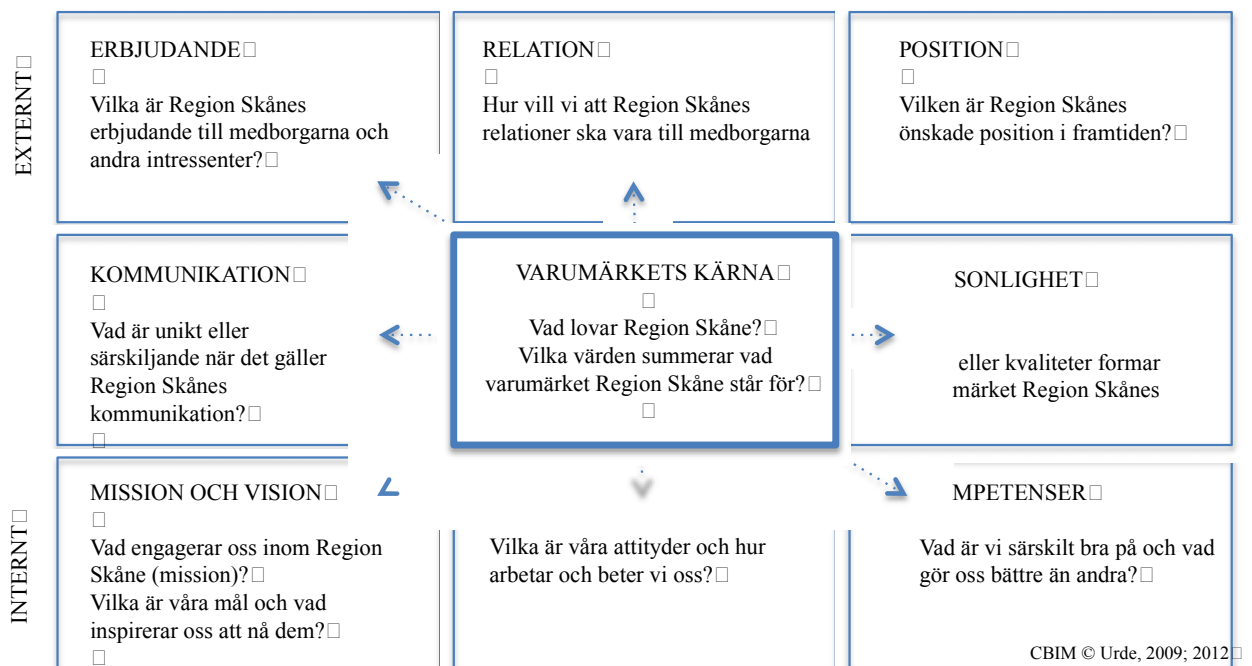 EXTERNT
ERBJUDANDE
Vilka är Region Skånes
erbjudande till medborgarna och
andra intressenter?
RELATION
Hur vill vi att Region Skånes
relationer ska vara till medborgarna
POSITION
Vilken är Region Skånes
önskade position i framtiden?
KOMMUNIKATION
Vad är unikt eller
särskiljande när det gäller
Region Skånes
kommunikation?
VARUMÄRKETS KÄRNA
Vad lovar Region Skåne?
Vilka värden summerar vad
varumärket Region Skåne står för?
SONLIGHET
eller kvaliteter formar
märket Region Skånes
INTERNT
MISSION OCH VISION
Vad engagerar oss inom Region
Skåne (mission)?
Vilka är våra mål och vad
inspirerar oss att nå dem?
Vilka är våra attityder och hur
arbetar och beter vi oss?
MPETENSER
Vad är vi särskilt bra på och vad
gör oss bättre än andra?
CBIM © Urde, 2009; 2012